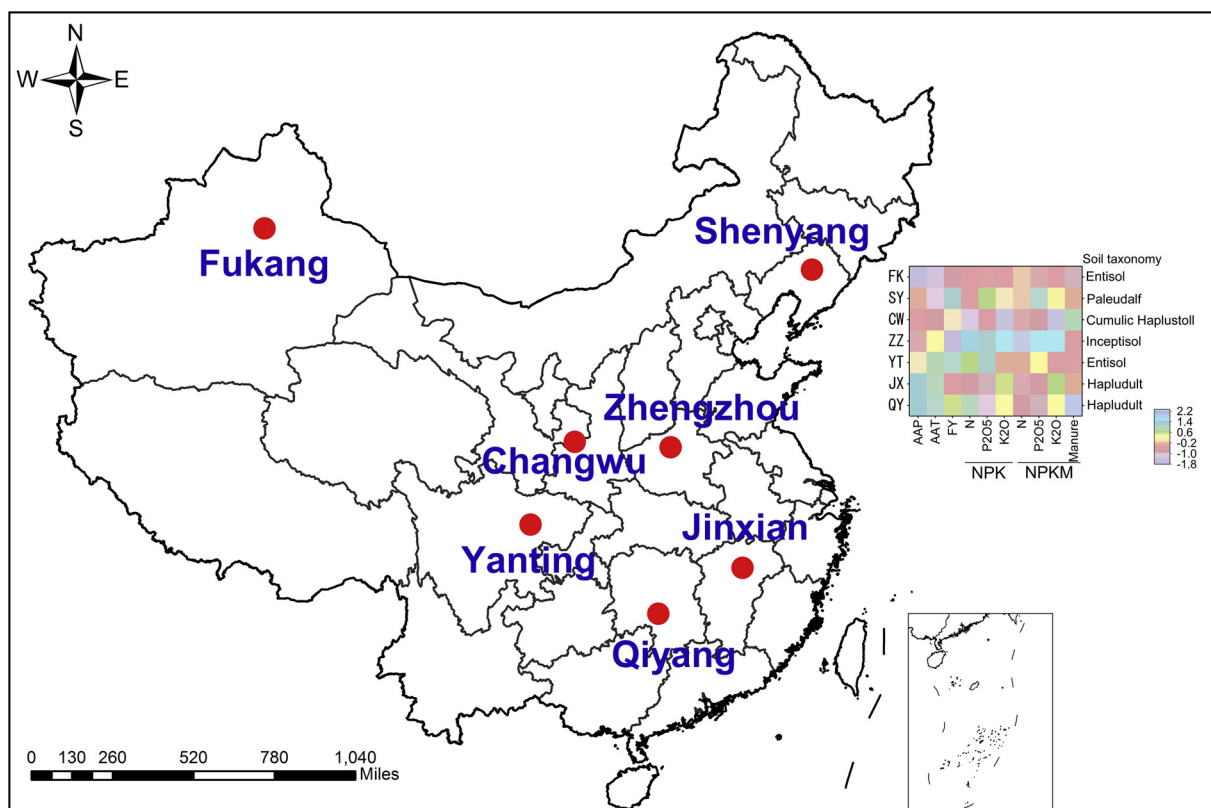 N
W E
S
Fukang
Shenyang
Zhengzhou
Changwu
Jinxian
Yanting
Qiyang
Soil taxonomy
FK Entisol
SY Paleudalf
CW Cumulic Haplustoll
ZZ Inceptisol
YT Entisol
JX Hapludult
QY Hapludult
AAP AAT FY N P2O5 K2O N P2O5 K2O Manure
NPK NPKM
2.2
1.4
0.6
-0.2
-1.0
-1.8
0 130 260 520 780 1,040
Miles